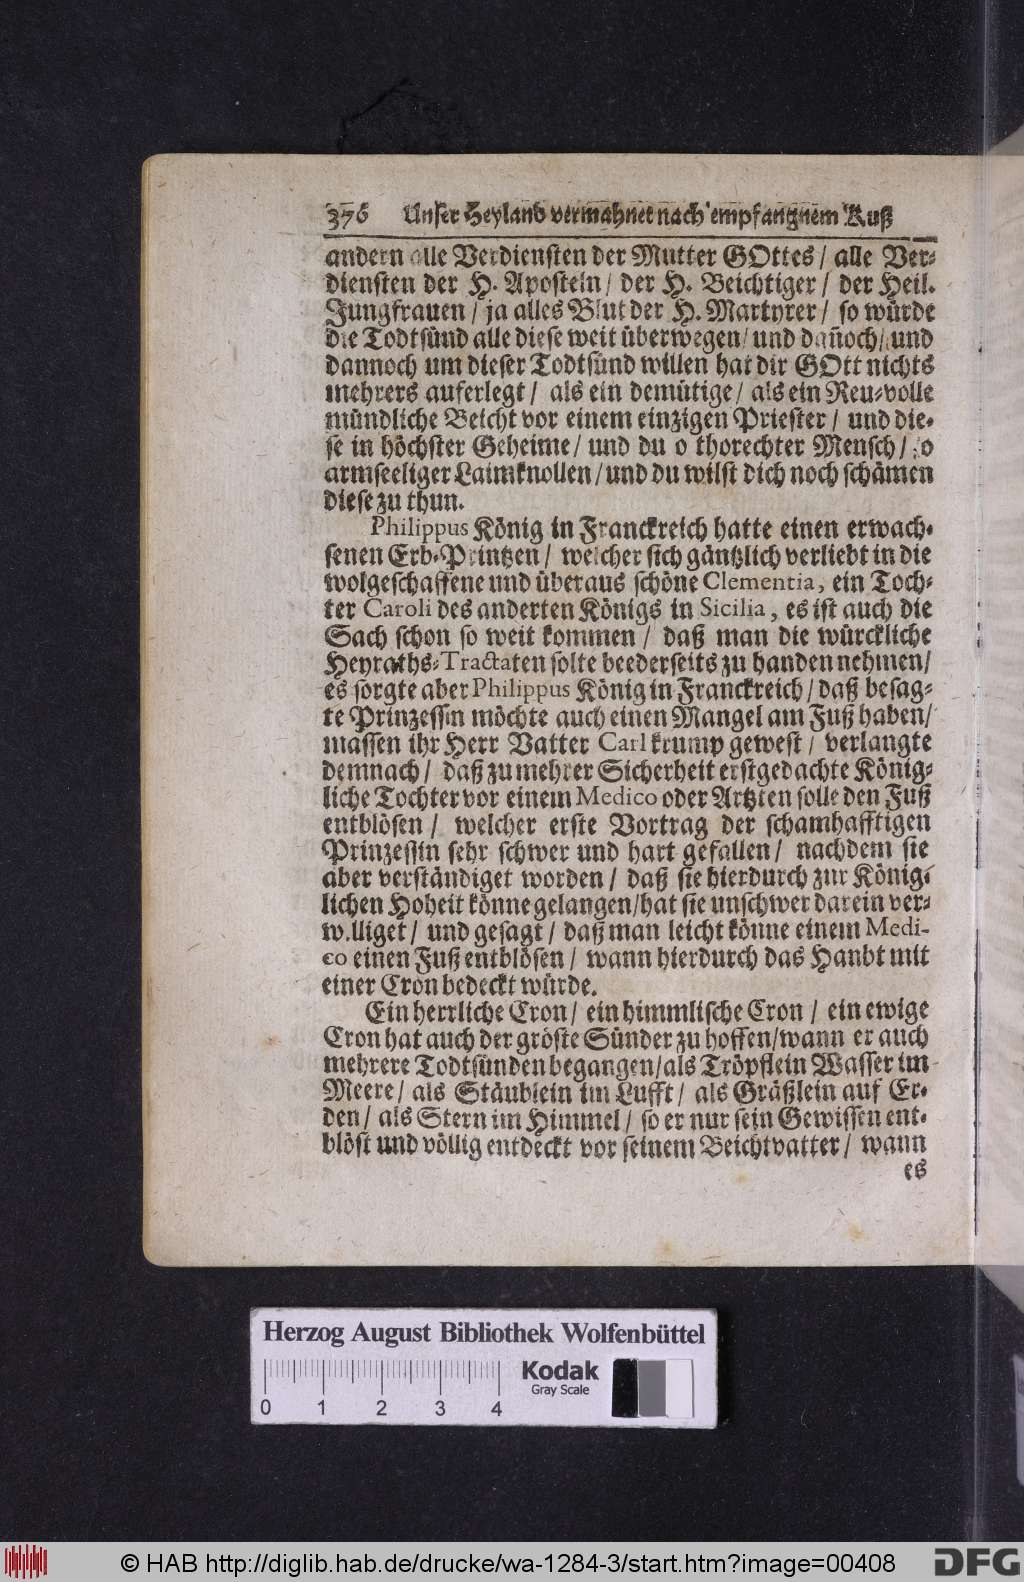 376 Unser Heyland vermahnet nach empfangnem Kuß
andern alle Verdiensten der Mutter GOttes / alle Ver-
diensten der H. Aposteln / der H. Beichtiger / der Heil.
Jungfrauen / ja alles Blut der H. Martyrer / so würde
die Todtsünd alle diese weit überwegen / und dañoch / und
dannoch um dieser Todtsünd willen hat dir GOtt nichts
mehrers auferlegt / als ein demütige / als ein Reu-volle
mündliche Beicht vor einem einzigen Priester / und die-
se in höchster Geheime / und du o thorechter Mensch / o
armseeliger Laimknollen / und du wilst dich noch schämen
diese zu thun.
Philippus König in Franckreich hatte einen erwach-
senen Erb-Printzen / welcher sich gäntzlich verliebt in die
wolgeschaffene und überaus schöne Clementia, ein Toch-
ter Caroli des anderten Königs in Sicilia, es ist auch die
Sach schon so weit kommen / daß man die würckliche
Heyraths-Tractaten solte beederseits zu handen nehmen /
es sorgte aber Philippus König in Franckreich / daß besag-
te Prinzessin möchte auch einen Mangel am Fuß haben /
massen ihr Herr Vatter Carl krump gewest / verlangte
demnach / daß zu mehrer Sicherheit erstgedachte König-
liche Tochter vor einem Medico oder Artzten solle den Fuß
entblösen / welcher erste Vortrag der schamhafftigen
Prinzessin sehr schwer und hart gefallen / nachdem sie
aber verständiget worden / daß sie hierdurch zur König-
lichen Hoheit könne gelangen / hat sie unschwer darein ver-
williget / und gesagt / daß man leicht könne einem Medi-
co einen Fuß entblösen / wann hierdurch das Hanbt mit
einer Cron bedeckt würde.
Ein herrliche Cron / ein himmlische Cron / ein ewige
Cron hat auch der gröste Sünder zu hoffen / wann er auch
mehrere Todtsünden begangen / als Tröpflein Wasser im
Meere / als Stäublein im Lufft / als Gräßlein auf Er-
den / als Stern im Himmel / so er nur sein Gewissen ent-
blöst und völlig entdeckt vor seinem Beichtvatter / wann
es
Herzog August Bibliothek Wolfenbüttel
Kodak
Gray Scale
0 1 2 3 4
© HAB http://diglib.hab.de/drucke/wa-1284-3/start.htm?image=00408
DFG